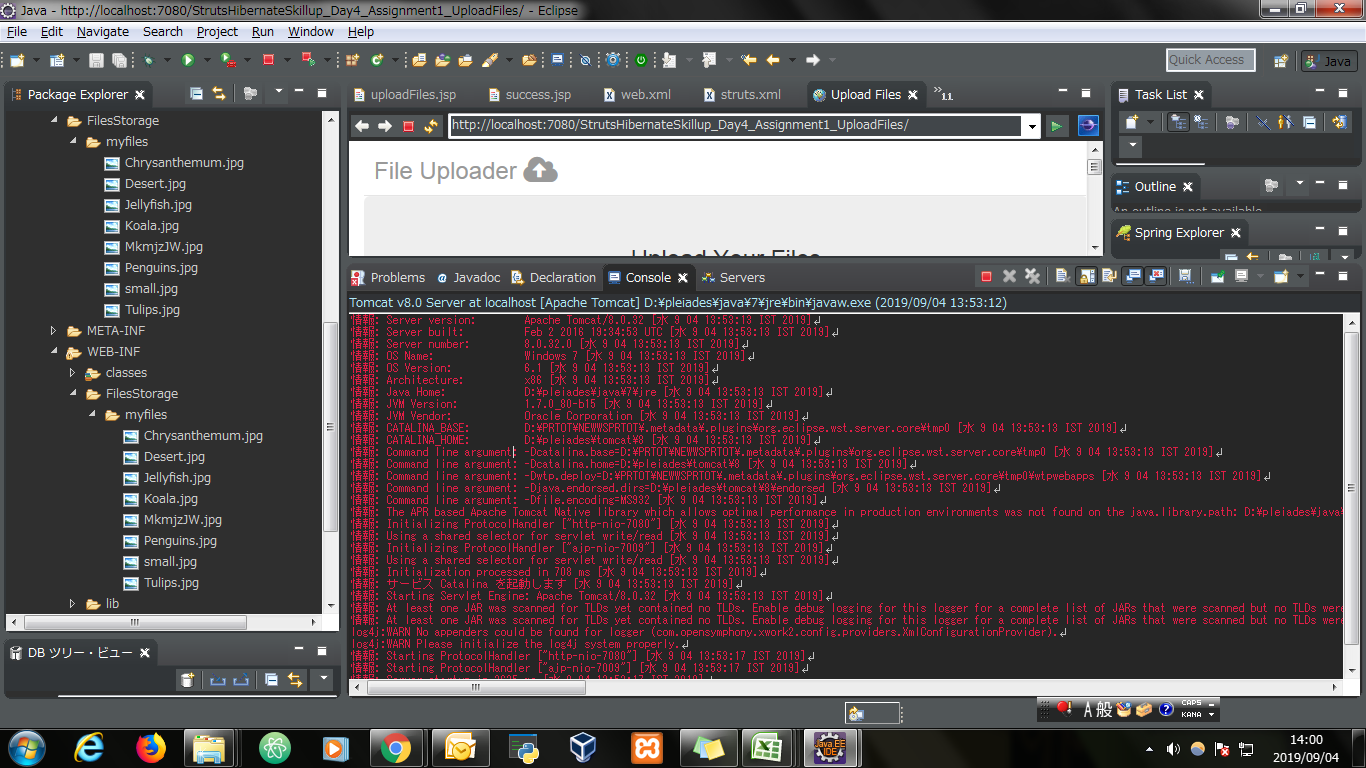 Java - http://localhost:7080/StrutsHibernateSkillup_Day4_Assignment1_UploadFiles/ - Eclipse
File Edit Navigate Search Project Run Window Help
Quick Access
Java
Package Explorer
FilesStorage
myfiles
Chrysanthemum.jpg
Desert.jpg
Jellyfish.jpg
Koala.jpg
MkmjzJW.jpg
Penguins.jpg
small.jpg
Tulips.jpg
META-INF
WEB-INF
classes
FilesStorage
myfiles
Chrysanthemum.jpg
Desert.jpg
Jellyfish.jpg
Koala.jpg
MkmjzJW.jpg
Penguins.jpg
small.jpg
Tulips.jpg
lib
DB ツリー・ビュー
uploadFiles.jsp success.jsp web.xml struts.xml Upload Files »11
http://localhost:7080/StrutsHibernateSkillup_Day4_Assignment1_UploadFiles/
File Uploader
Upload Your Files
Task List
Outline
An outline is not available.
Spring Explorer
Problems Javadoc Declaration Console Servers
Tomcat v8.0 Server at localhost [Apache Tomcat] D:¥pleiades¥java¥7¥jre¥bin¥javaw.exe (2019/09/04 13:53:12)
情報: Server version: Apache Tomcat/8.0.32 [水 9 04 13:53:13 IST 2019]
情報: Server built: Feb 2 2016 19:34:53 UTC [水 9 04 13:53:13 IST 2019]
情報: Server number: 8.0.32.0 [水 9 04 13:53:13 IST 2019]
情報: OS Name: Windows 7 [水 9 04 13:53:13 IST 2019]
情報: OS Version: 6.1 [水 9 04 13:53:13 IST 2019]
情報: Architecture: x86 [水 9 04 13:53:13 IST 2019]
情報: Java Home: D:¥pleiades¥java¥7¥jre [水 9 04 13:53:13 IST 2019]
情報: JVM Version: 1.7.0_80-b15 [水 9 04 13:53:13 IST 2019]
情報: JVM Vendor: Oracle Corporation [水 9 04 13:53:13 IST 2019]
情報: CATALINA_BASE: D:¥PRTOT¥NEWWSPRTOT¥.metadata¥.plugins¥org.eclipse.wst.server.core¥tmp0 [水 9 04 13:53:13 IST 2019]
情報: CATALINA_HOME: D:¥pleiades¥tomcat¥8 [水 9 04 13:53:13 IST 2019]
情報: Command line argument: -Dcatalina.base=D:¥PRTOT¥NEWWSPRTOT¥.metadata¥.plugins¥org.eclipse.wst.server.core¥tmp0 [水 9 04 13:53:13 IST 2019]
情報: Command line argument: -Dcatalina.home=D:¥pleiades¥tomcat¥8 [水 9 04 13:53:13 IST 2019]
情報: Command line argument: -Dwtp.deploy=D:¥PRTOT¥NEWWSPRTOT¥.metadata¥.plugins¥org.eclipse.wst.server.core¥tmp0¥wtpwebapps [水 9 04 13:53:13 IST 2019]
情報: Command line argument: -Djava.endorsed.dirs=D:¥pleiades¥tomcat¥8¥endorsed [水 9 04 13:53:13 IST 2019]
情報: Command line argument: -Dfile.encoding=MS932 [水 9 04 13:53:13 IST 2019]
情報: The APR based Apache Tomcat Native library which allows optimal performance in production environments was not found on the java.library.path: D:¥pleiades¥java¥
情報: Initializing ProtocolHandler ["http-nio-7080"] [水 9 04 13:53:13 IST 2019]
情報: Using a shared selector for servlet write/read [水 9 04 13:53:13 IST 2019]
情報: Initializing ProtocolHandler ["ajp-nio-7009"] [水 9 04 13:53:13 IST 2019]
情報: Using a shared selector for servlet write/read [水 9 04 13:53:13 IST 2019]
情報: Initialization processed in 708 ms [水 9 04 13:53:13 IST 2019]
情報: サービス Catalina を起動します [水 9 04 13:53:13 IST 2019]
情報: Starting Servlet Engine: Apache Tomcat/8.0.32 [水 9 04 13:53:13 IST 2019]
情報: At least one JAR was scanned for TLDs yet contained no TLDs. Enable debug logging for this logger for a complete list of JARs that were scanned but no TLDs were
情報: At least one JAR was scanned for TLDs yet contained no TLDs. Enable debug logging for this logger for a complete list of JARs that were scanned but no TLDs were
log4j:WARN No appenders could be found for logger (com.opensymphony.xwork2.config.providers.XmlConfigurationProvider).
log4j:WARN Please initialize the log4j system properly.
情報: Starting ProtocolHandler ["http-nio-7080"] [水 9 04 13:53:17 IST 2019]
情報: Starting ProtocolHandler ["ajp-nio-7009"] [水 9 04 13:53:17 IST 2019]
A 般 CAPS KANA
Java EE IDE
14:00
2019/09/04